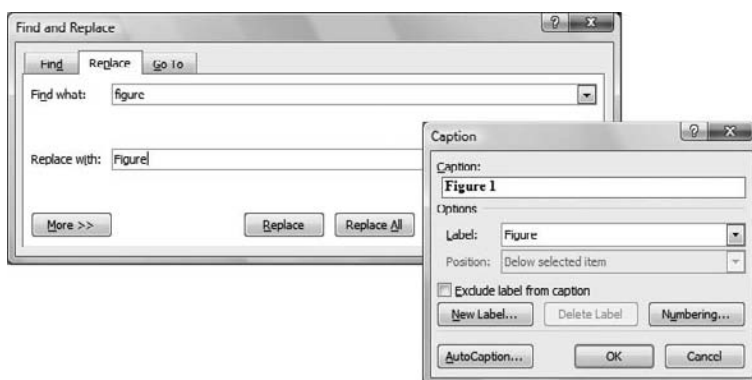 Find and Replace
Find Replace Go To
Find what: figure
Replace with: Figure
More >> Replace Replace All
Caption
Caption:
Figure 1
Options
Label: Figure
Position: Below selected item
Exclude label from caption
New Label... Delete Label Numbering...
AutoCaption... OK Cancel